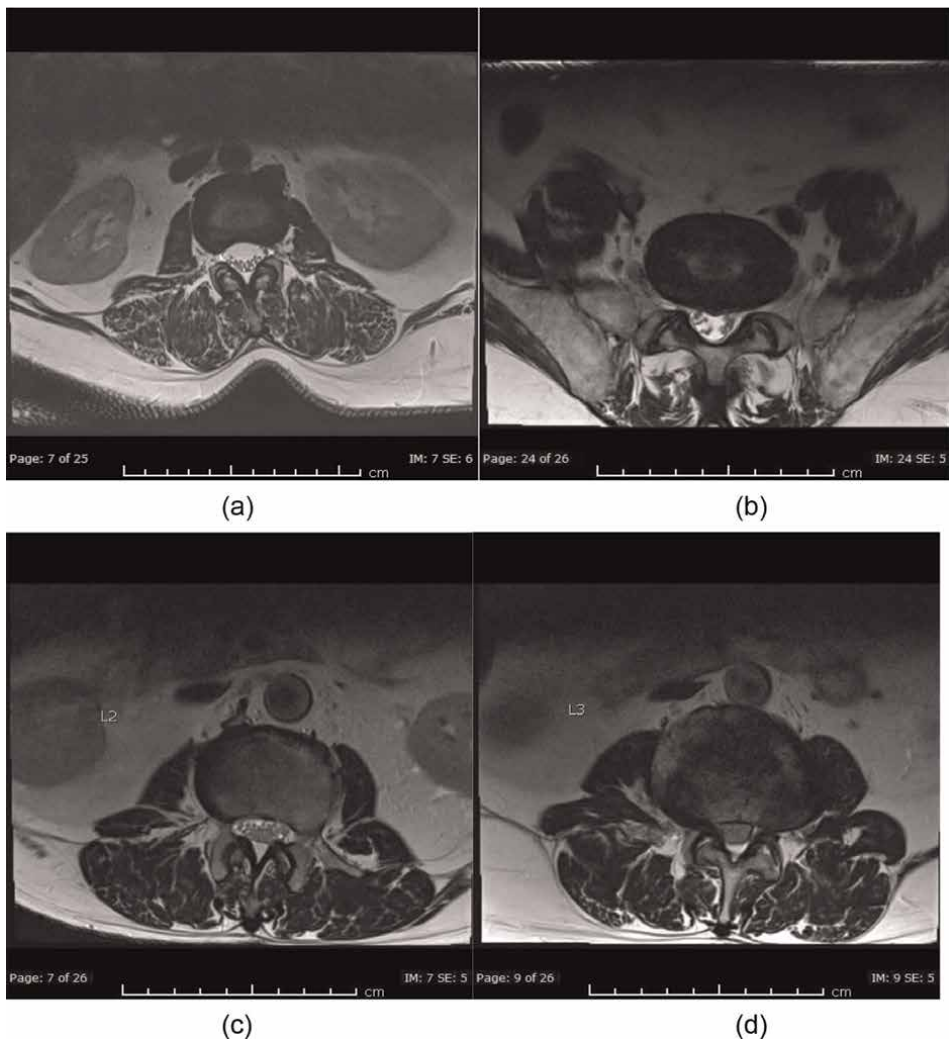 Page: 7 of 25
cm
IM: 7 SE: 6
Page: 24 of 26
cm
IM: 24 SE: 5
(a)
(b)
L2
L3
Page: 7 of 26
cm
IM: 7 SE: 5
Page: 9 of 26
cm
IM: 9 SE: 5
(c)
(d)